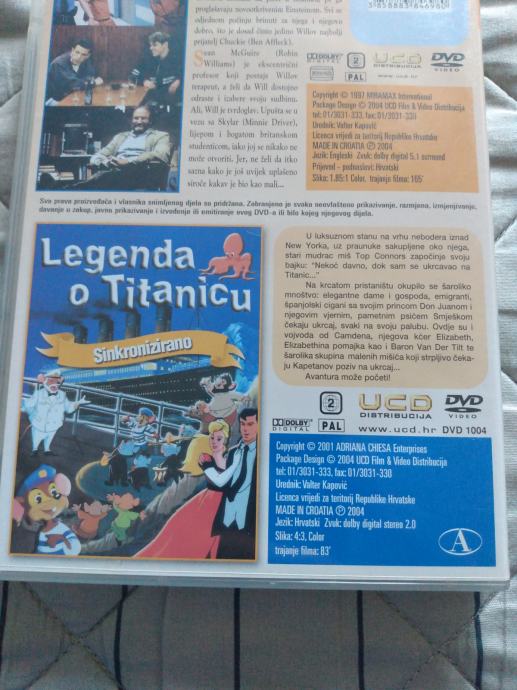 proglašavaju novootkrivenim Einsteinom. Svi se
odjednom počinju brinuti za njega i njegovo
dobro, što je dosad činio jedino Willov najbolji
prijatelj Chuckie (Ben Affleck).
Sean McGuire (Robin
Williams) je ekscentrični
profesor koji postaje Willov
terapeut, a želi da Will dostojno
odraste i izabere svoju sudbinu.
Ali, Will je tvrdoglav. Upušta se u
vezu sa Skylar (Minnie Driver),
lijepom i bogatom britanskom
studenticom, iako joj se nikako ne
može otvoriti. Jer, ne želi da itko
sazna kako je još uvijek uplašeno
siroče kakav je bio kao mali...
3858883646980
DOLBY DIGITAL
2
PAL
UCD
DISTRIBUCIJA
DVD
VIDEO
Copyright © 1997 MIRAMAX International
Package Design © 2004 UCD Film & Video Distribucija
tel: 01/3031-333, fax: 01/3031-330
Urednik: Valter Kapović
Licenca vrijedi za teritorij Republike Hrvatske
MADE IN CROATIA Ⓟ 2004
Jezik: Engleski Zvuk: dolby digital 5.1 surround
Prijevod - podnaslovi: Hrvatski
Slika: 1.85:1 Color, trajanje filma: 165'
Sva prava proizvođača i vlasnika snimljenog djela su pridržana. Zabranjeno je svako neovlašteno prikazivanje, razmjena, iznajmljivanje,
davanje u zakup, javno prikazivanje i izvođenje ili emitiranje ovog DVD-a ili bilo kojeg njegovog dijela.
Legenda
o Titanicu
Sinkronizirano
U luksuznom stanu na vrhu nebodera iznad
New Yorka, uz praunuke sakupljene oko njega,
stari mudrac miš Top Connors započinje svoju
bajku: "Nekoć davno, dok sam se ukrcavao na
Titanic..."
Na krcatom pristaništu okupilo se šaroliko
mnoštvo: elegantne dame i gospoda, emigranti,
španjolski cigani sa svojim princom Don Juanom i
njegovim vjernim, pametnim psićem Smješkom
čekaju ukrcaj, svaki na svoju palubu. Ovdje su i
vojvoda od Camdena, njegova kćer Elizabeth,
Elizabethina pomajka kao i Baron Van Der Tilt te
šarolika skupina malenih mišića koji strpljivo čeka-
ju Kapetanov poziv na ukrcaj...
Avantura može početi!
DOLBY DIGITAL
2
PAL
UCD
DISTRIBUCIJA
DVD
VIDEO
www.ucd.hr DVD 1004
Copyright © 2001 ADRIANA CHIESA Enterprises
Package Design © 2004 UCD Film & Video Distribucija
tel: 01/3031-333, fax: 01/3031-330
Urednik: Valter Kapović
Licenca vrijedi za teritorij Republike Hrvatske
MADE IN CROATIA Ⓟ 2004
Jezik: Hrvatski Zvuk: dolby digital stereo 2.0
Slika: 4:3, Color
trajanje filma: 83'
A